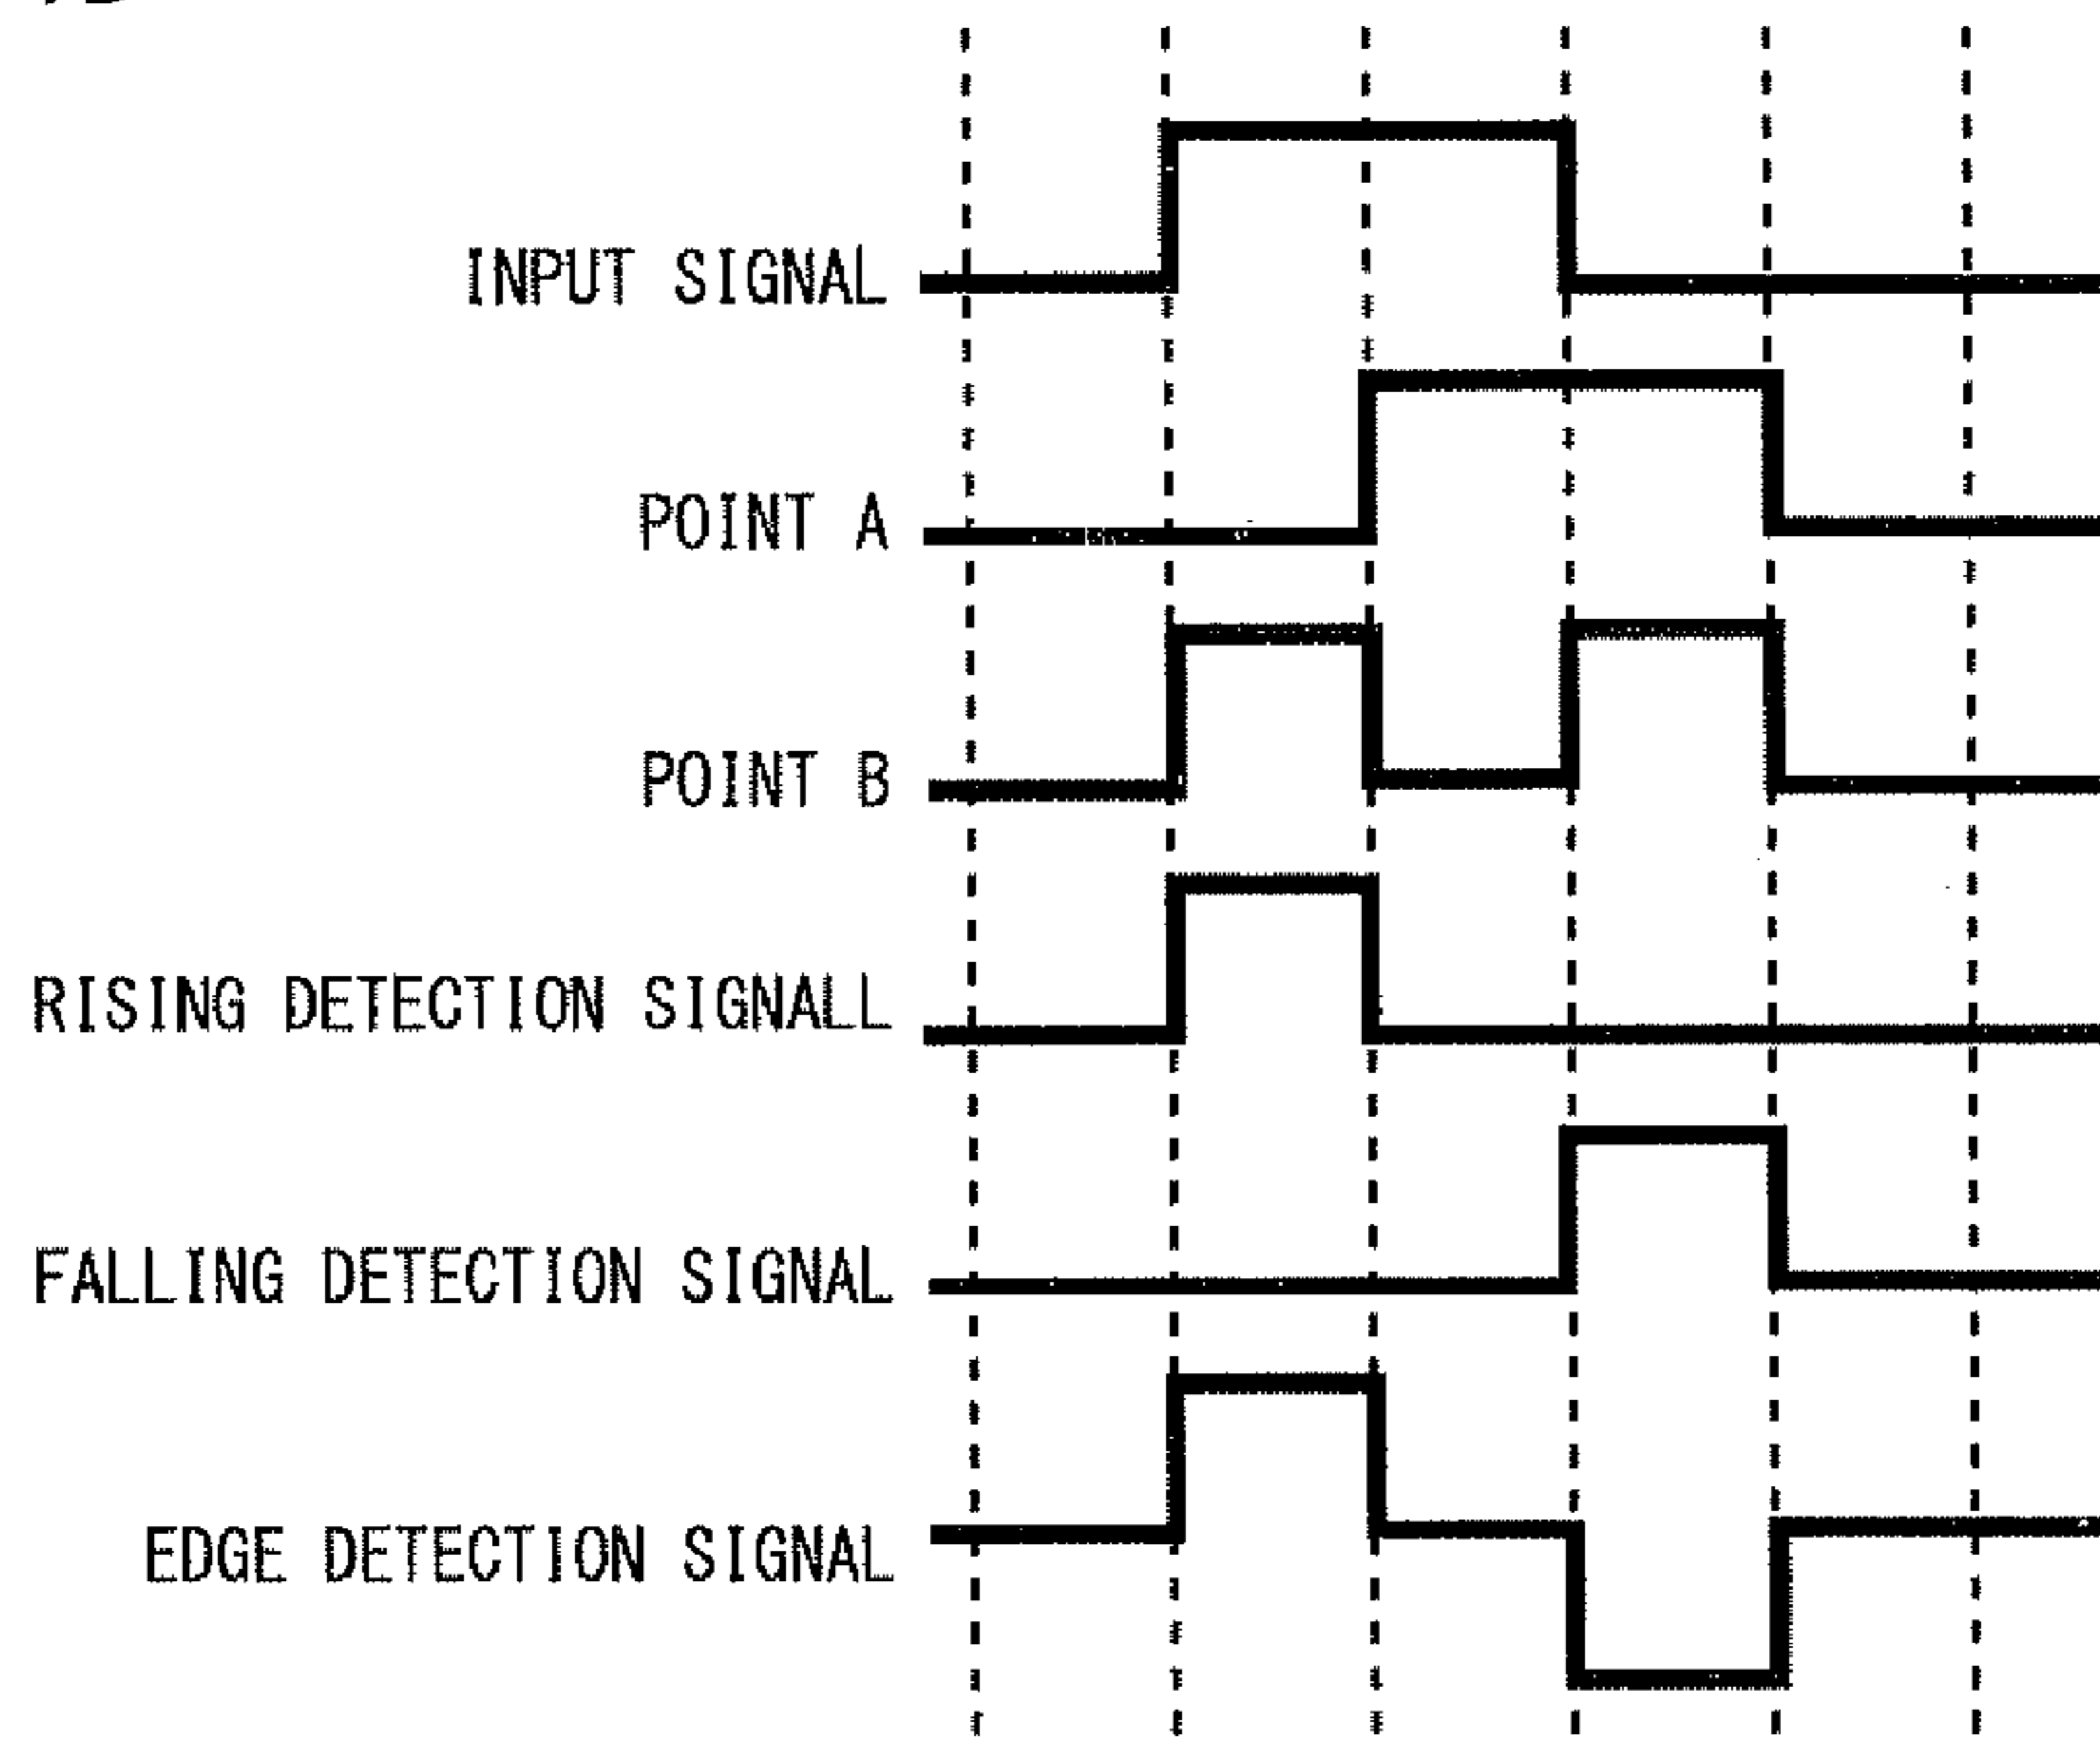 INPUT SIGNAL
POINT A
POINT B
RISING DETECTION SIGNALL
FALLING DETECTION SIGNAL
EDGE DETECTION SIGNAL